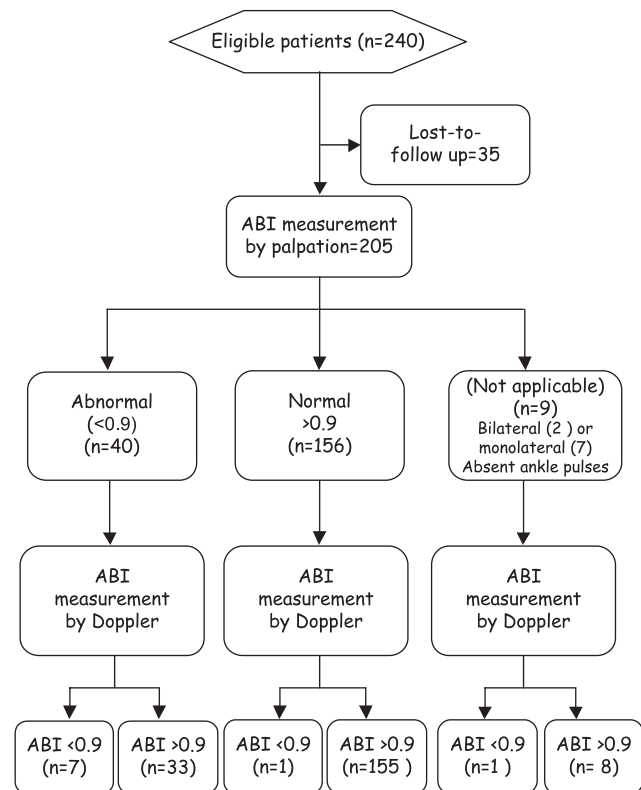 Eligible patients (n=240)
Lost-to-
follow up=35
ABI measurement
by palpation=205
Abnormal
(<0.9)
(n=40)
Normal
>0.9
(n=156)
(Not applicable)
(n=9)
Bilateral (2 ) or
monolateral (7)
Absent ankle pulses
ABI
measurement
by Doppler
ABI
measurement
by Doppler
ABI
measurement
by Doppler
ABI <0.9
(n=7)
ABI >0.9
(n=33)
ABI <0.9
(n=1)
ABI >0.9
(n=155 )
ABI <0.9
(n=1 )
ABI >0.9
(n= 8)